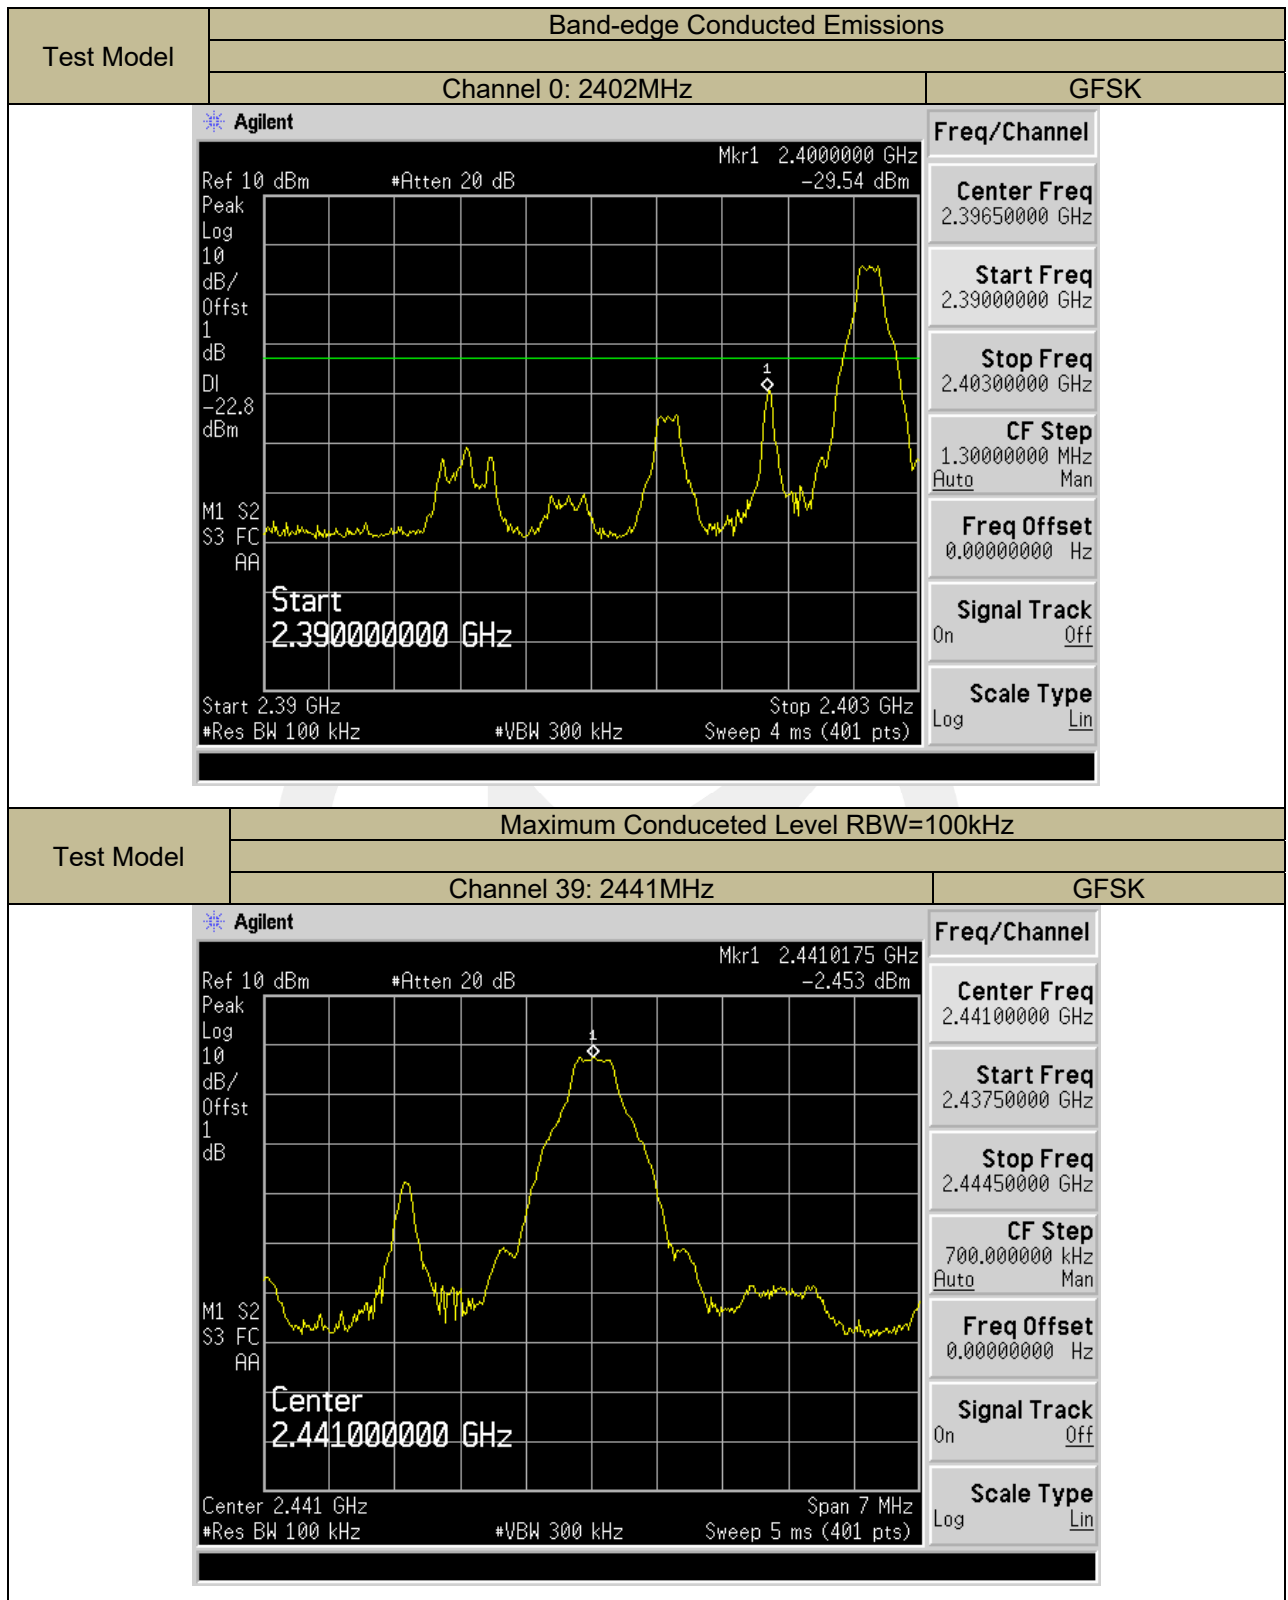 Test Model
Band-edge Conducted Emissions
Channel 0: 2402MHz
GFSK
Agilent
Freq/Channel
Mkr1 2.4000000 GHz
Ref 10 dBm #Atten 20 dB -29.54 dBm
Peak
Log
10
dB/
Offst
1
dB
DI
-22.8
dBm
M1 S2
S3 FC
AA
1
Start
2.390000000 GHz
Start 2.39 GHz Stop 2.403 GHz
#Res BW 100 kHz #VBW 300 kHz Sweep 4 ms (401 pts)
Center Freq
2.39650000 GHz
Start Freq
2.39000000 GHz
Stop Freq
2.40300000 GHz
CF Step
1.30000000 MHz
Auto Man
Freq Offset
0.00000000 Hz
Signal Track
On Off
Scale Type
Log Lin
Test Model
Maximum Conduceted Level RBW=100kHz
Channel 39: 2441MHz
GFSK
Agilent
Freq/Channel
Mkr1 2.4410175 GHz
Ref 10 dBm #Atten 20 dB -2.453 dBm
Peak
Log
10
dB/
Offst
1
dB
M1 S2
S3 FC
AA
1
Center
2.441000000 GHz
Center 2.441 GHz Span 7 MHz
#Res BW 100 kHz #VBW 300 kHz Sweep 5 ms (401 pts)
Center Freq
2.44100000 GHz
Start Freq
2.43750000 GHz
Stop Freq
2.44450000 GHz
CF Step
700.000000 kHz
Auto Man
Freq Offset
0.00000000 Hz
Signal Track
On Off
Scale Type
Log Lin